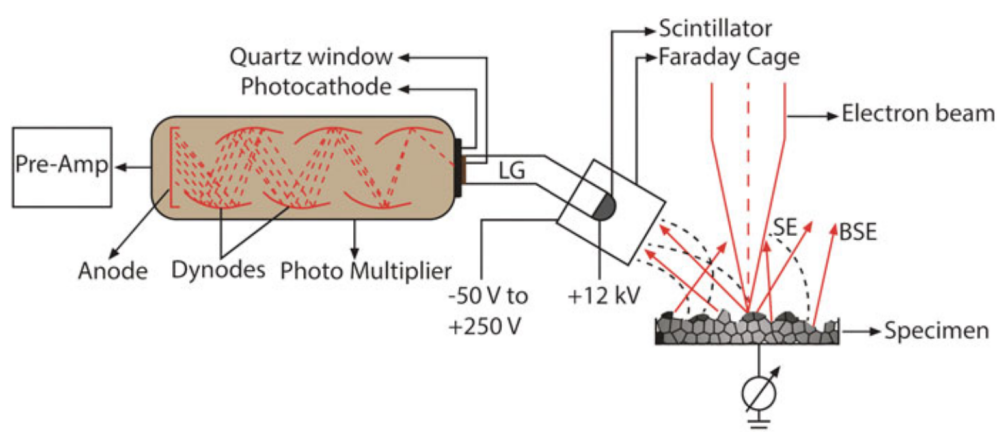 Scintillator
Quartz window
Faraday Cage
Photocathode
Electron beam
Pre-Amp
LG
SE
BSE
Anode
Dynodes
Photo Multiplier
-50 V to
+250 V
+12 kV
Specimen